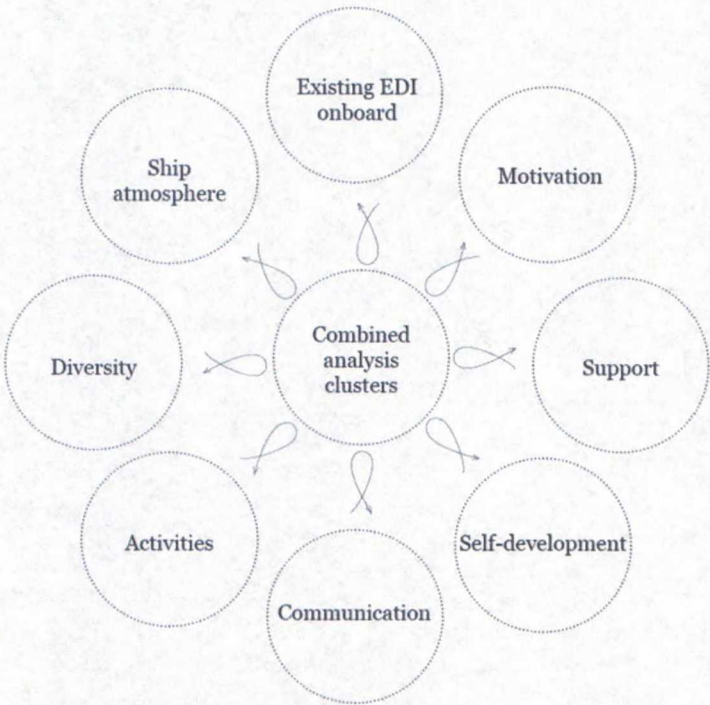 Existing EDI
onboard
Ship
atmosphere
Motivation
Combined
analysis
clusters
Diversity
Support
Activities
Self-development
Communication